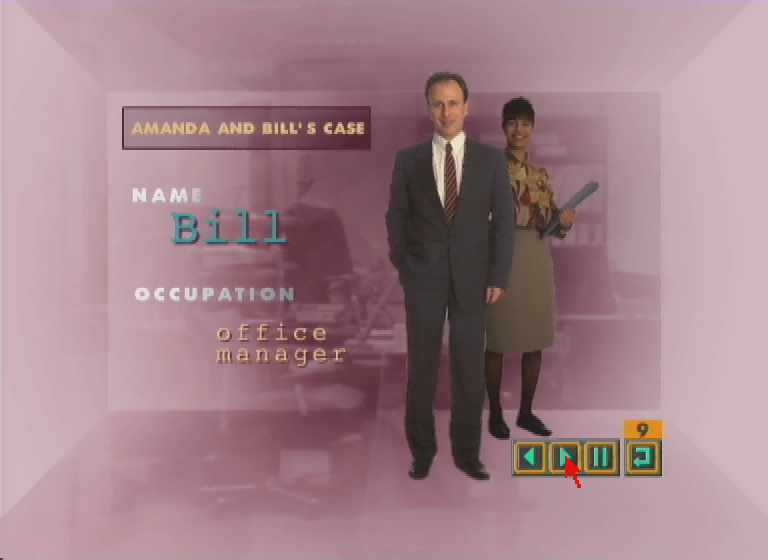 AMANDA AND BILL'S CASE
NAME
Bill
OCCUPATION
office
manager
9